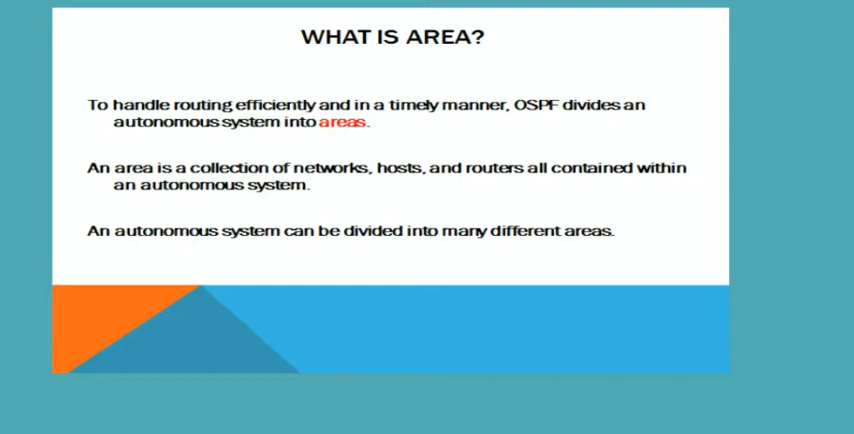 WHAT IS AREA?
To handle routing efficiently and in a timely manner, OSPF divides an
autonomous system into areas.
An area is a collection of networks, hosts, and routers all contained within
an autonomous system.
An autonomous system can be divided into many different areas.